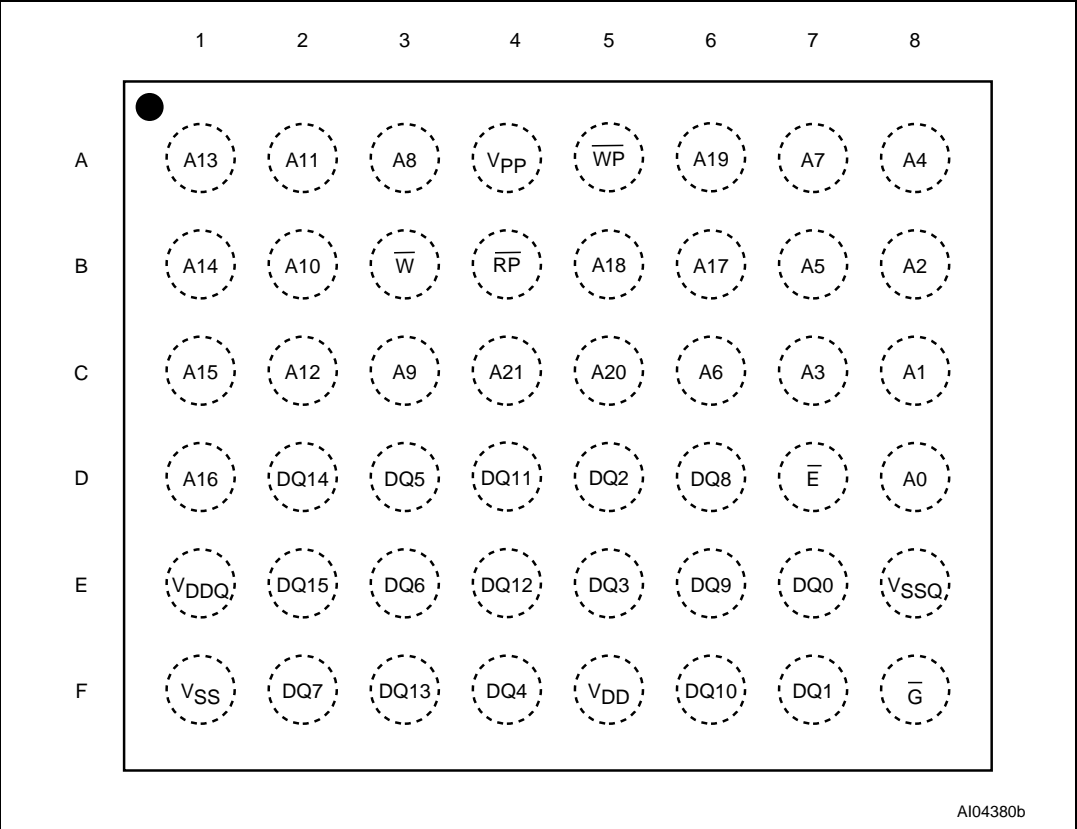 1 2 3 4 5 6 7 8
A A13 A11 A8 VPP W̅P̅ A19 A7 A4
B A14 A10 W̅ R̅P̅ A18 A17 A5 A2
C A15 A12 A9 A21 A20 A6 A3 A1
D A16 DQ14 DQ5 DQ11 DQ2 DQ8 E̅ A0
E VDDQ DQ15 DQ6 DQ12 DQ3 DQ9 DQ0 VSSQ
F VSS DQ7 DQ13 DQ4 VDD DQ10 DQ1 G̅
AI04380b